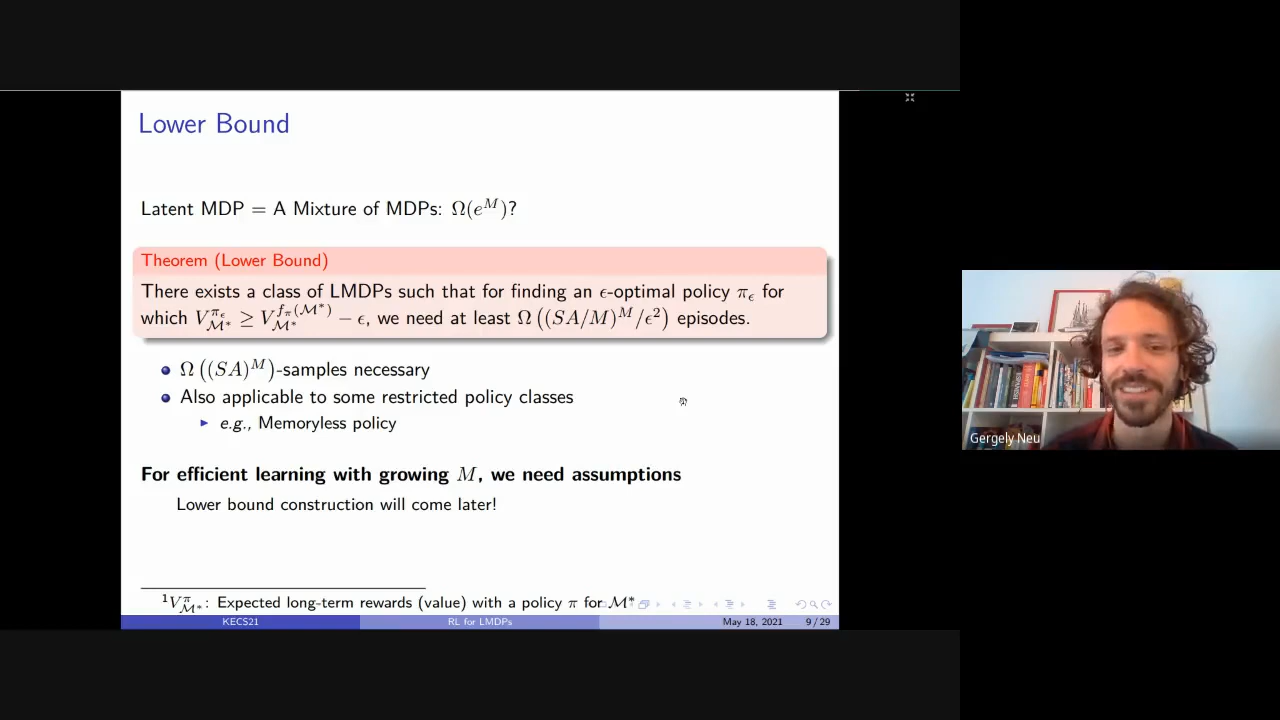 Lower Bound
Latent MDP = A Mixture of MDPs: Ω(e^M)?
Theorem (Lower Bound)
There exists a class of LMDPs such that for finding an ϵ-optimal policy π_ϵ for
which V_{ℳ*}^{π_ϵ} ≥ V_{ℳ*}^{f_π(ℳ*)} − ϵ, we need at least Ω((SA/M)^M/ϵ²) episodes.
Ω((SA)^M)-samples necessary
Also applicable to some restricted policy classes
e.g., Memoryless policy
For efficient learning with growing M, we need assumptions
Lower bound construction will come later!
¹V_{ℳ*}^π: Expected long-term rewards (value) with a policy π for ℳ*
KECS21 RL for LMDPs May 18, 2021 9 / 29
Gergely Neu